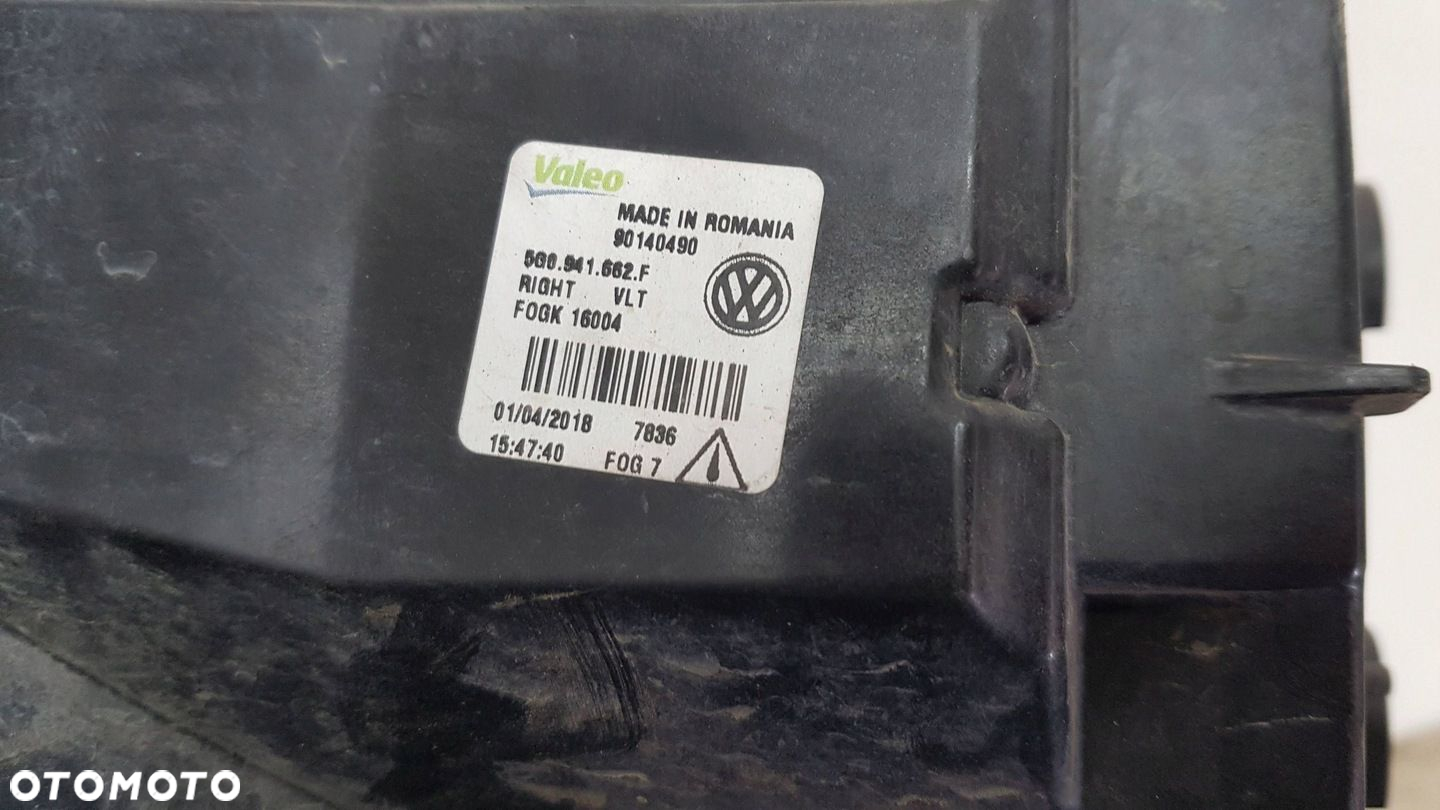 Valeo
MADE IN ROMANIA
90140490
5G0.941.662.F
RIGHT VLT
FOGK 16004
01/04/2018 7836
15:47:40 FOG 7
OTOMOTO